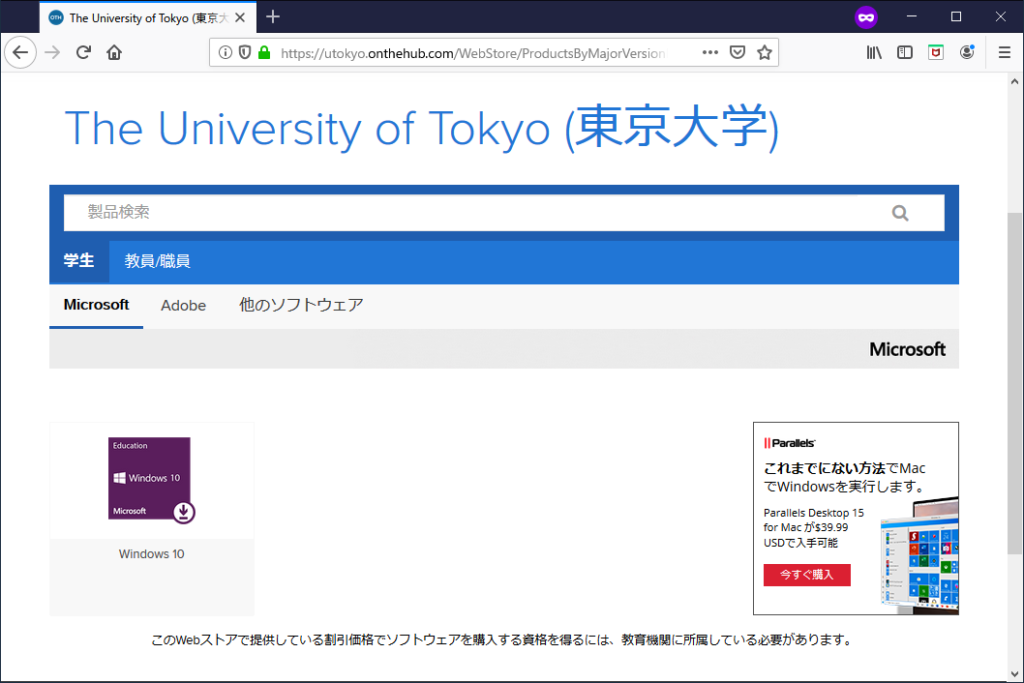 The University of Tokyo (東京大
https://utokyo.onthehub.com/WebStore/ProductsByMajorVersion
The University of Tokyo (東京大学)
製品検索
学生 教員/職員
Microsoft Adobe 他のソフトウェア
Microsoft
Education
Windows 10
Microsoft
Windows 10
Parallels
これまでにない方法でMac
でWindowsを実行します。
Parallels Desktop 15
for Mac が$39.99
USDで入手可能
今すぐ購入
このWebストアで提供している割引価格でソフトウェアを購入する資格を得るには、教育機関に所属している必要があります。